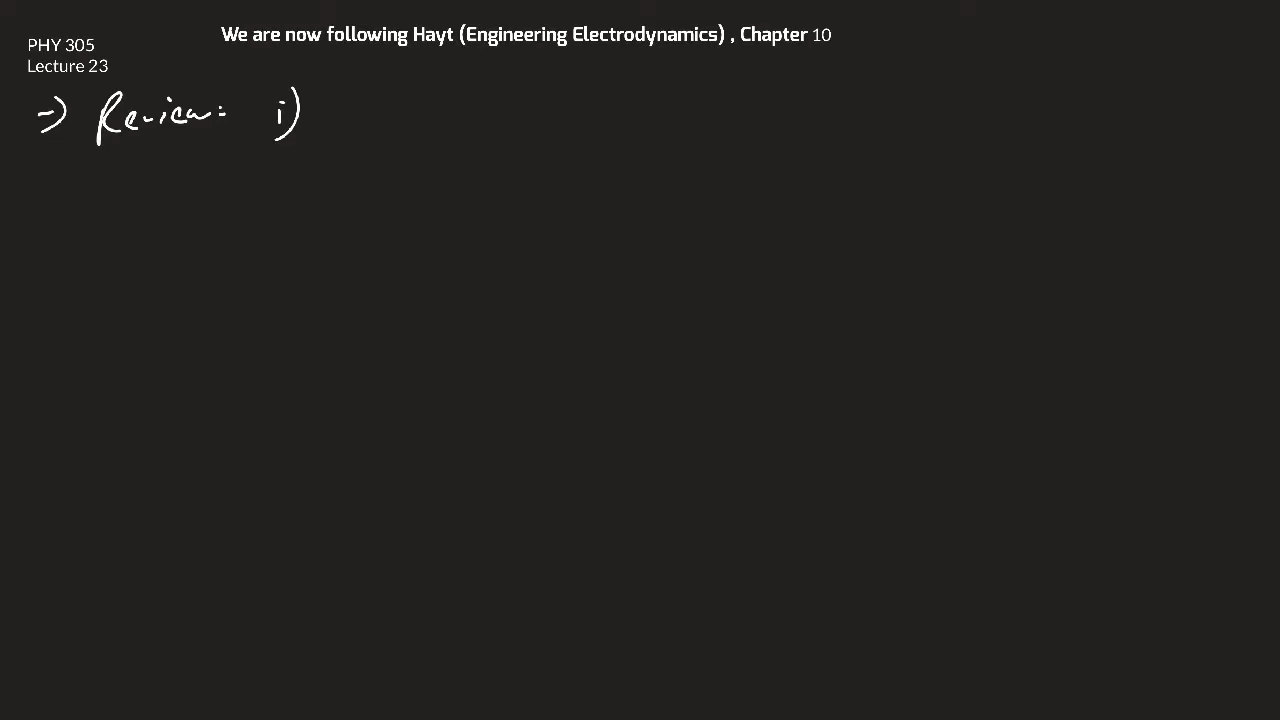 We are now following Hayt (Engineering Electrodynamics) , Chapter 10
PHY 305
Lecture 23
⇒ Review: i)